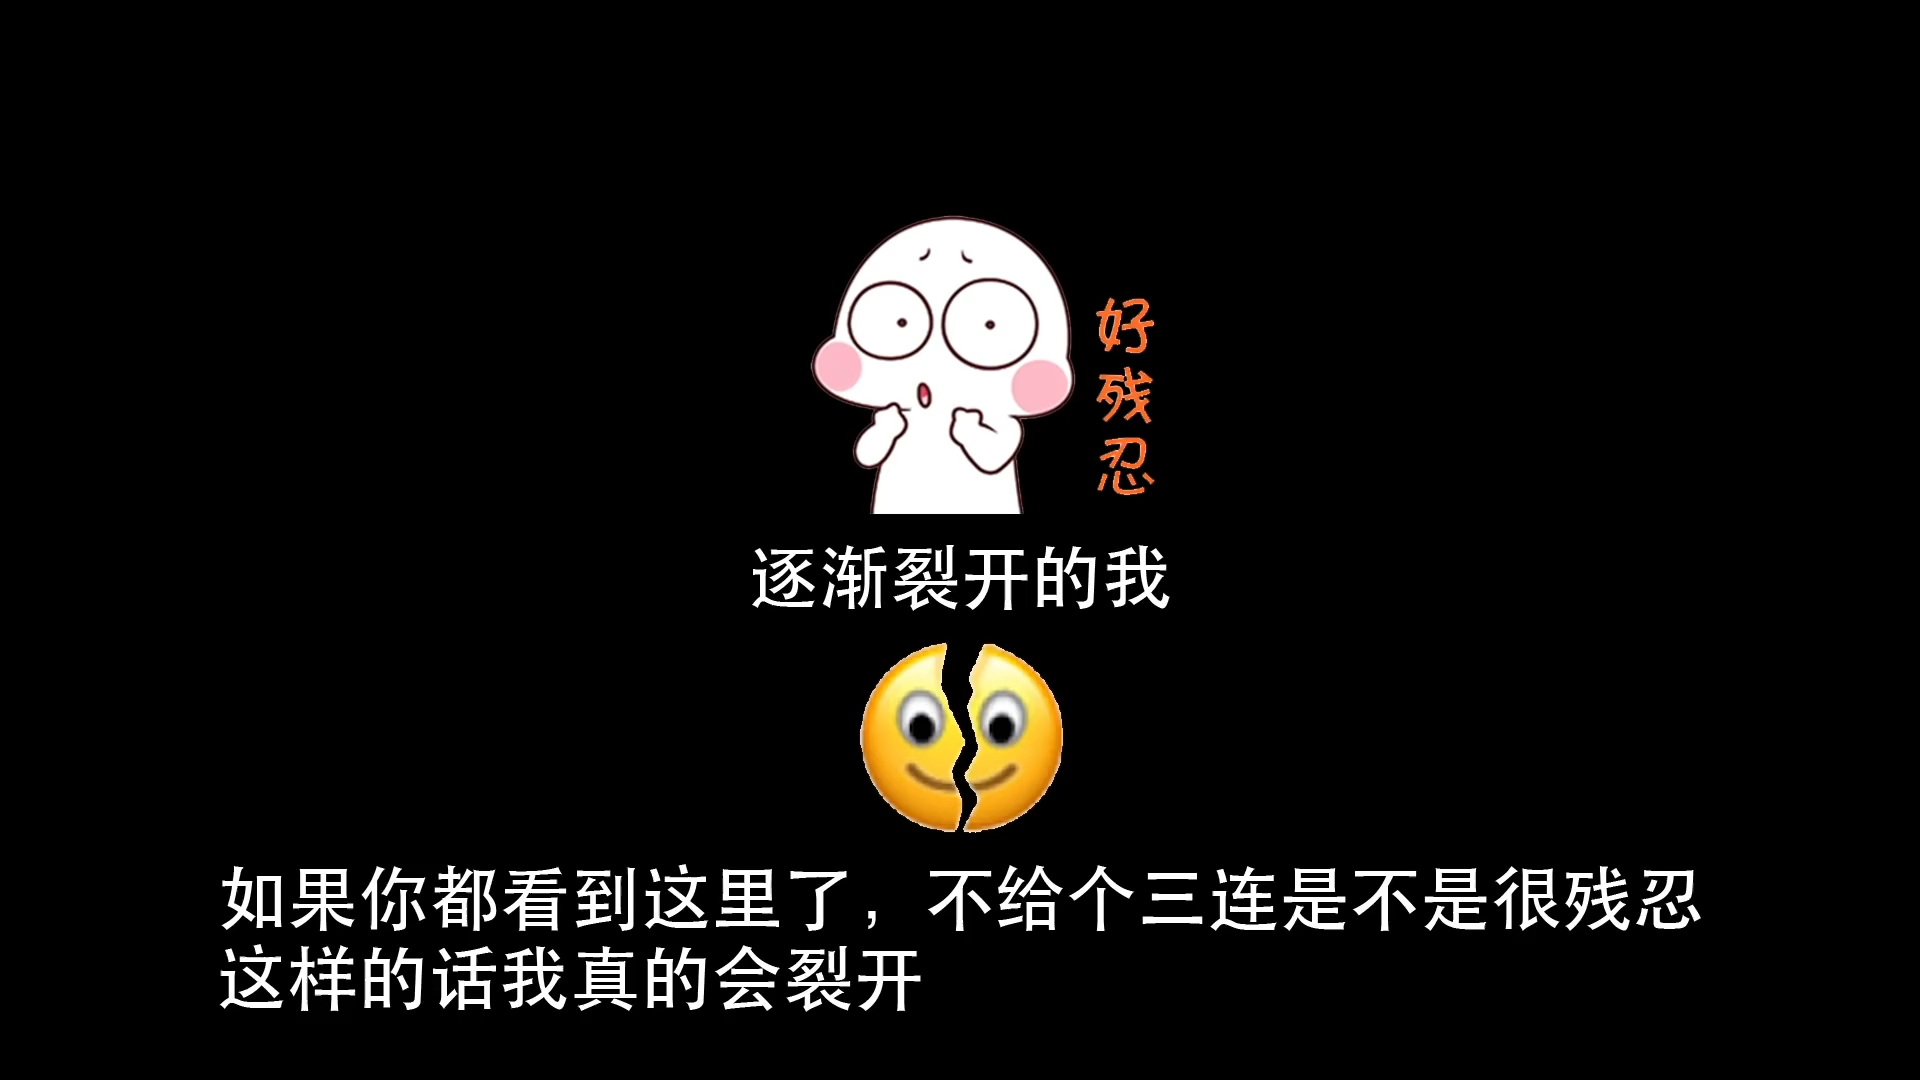 好残忍
逐渐裂开的我
如果你都看到这里了，不给个三连是不是很残忍
这样的话我真的会裂开